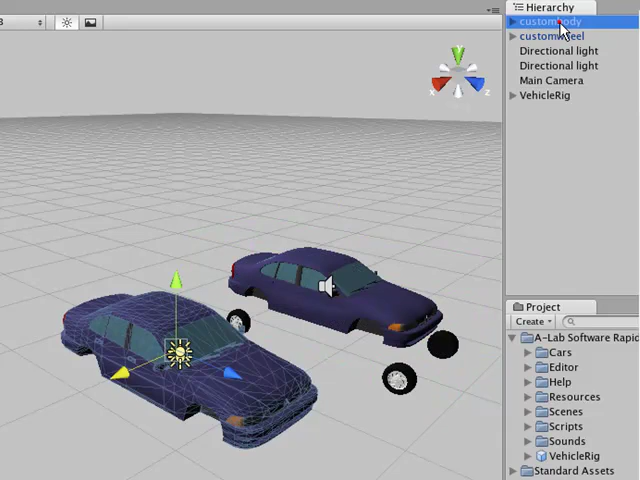 Hierarchy
custombody
customwheel
Directional light
Directional light
Main Camera
VehicleRig
y
x
z
Project
Create
A-Lab Software Rapid
Cars
Editor
Help
Resources
Scenes
Scripts
Sounds
VehicleRig
Standard Assets